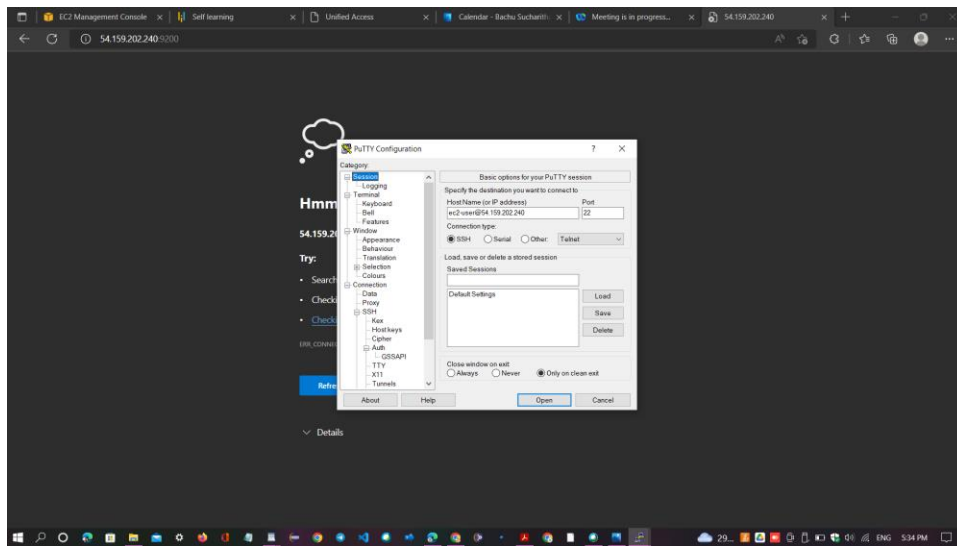 EC2 Management Console
Self learning
Unified Access
Calendar - Bachu Sucharith
Meeting is in progress...
54.159.202.240
54.159.202.240:9200
PuTTY Configuration
? X
Category:
Session
Logging
Terminal
Keyboard
Bell
Features
Window
Appearance
Behaviour
Translation
Selection
Colours
Connection
Data
Proxy
SSH
Kex
Host keys
Cipher
Auth
GSSAPI
TTY
X11
Tunnels
Basic options for your PuTTY session
Specify the destination you want to connect to
Host Name (or IP address) Port
ec2-user@54.159.202.240 22
Connection type:
SSH Serial Other: Telnet
Load, save or delete a stored session
Saved Sessions
Default Settings
Load
Save
Delete
Close window on exit
Always Never Only on clean exit
About Help Open Cancel
Hmm
54.159.20
Try:
• Search
• Checki
• Checki
ERR_CONNEC
Refre
Details
29...
ENG 5:34 PM